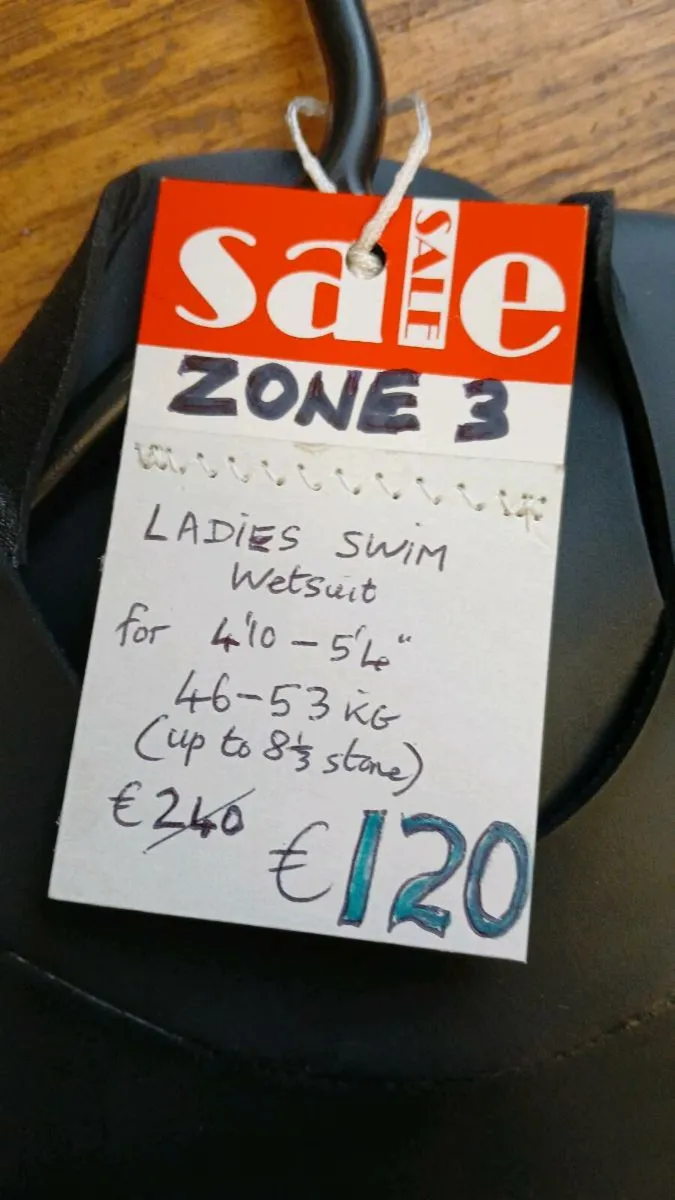 sale
SALE
ZONE 3
LADIES SWIM
Wetsuit
for 4'10 - 5'4"
46-53 KG
(up to 8⅓ stone)
€240
€120